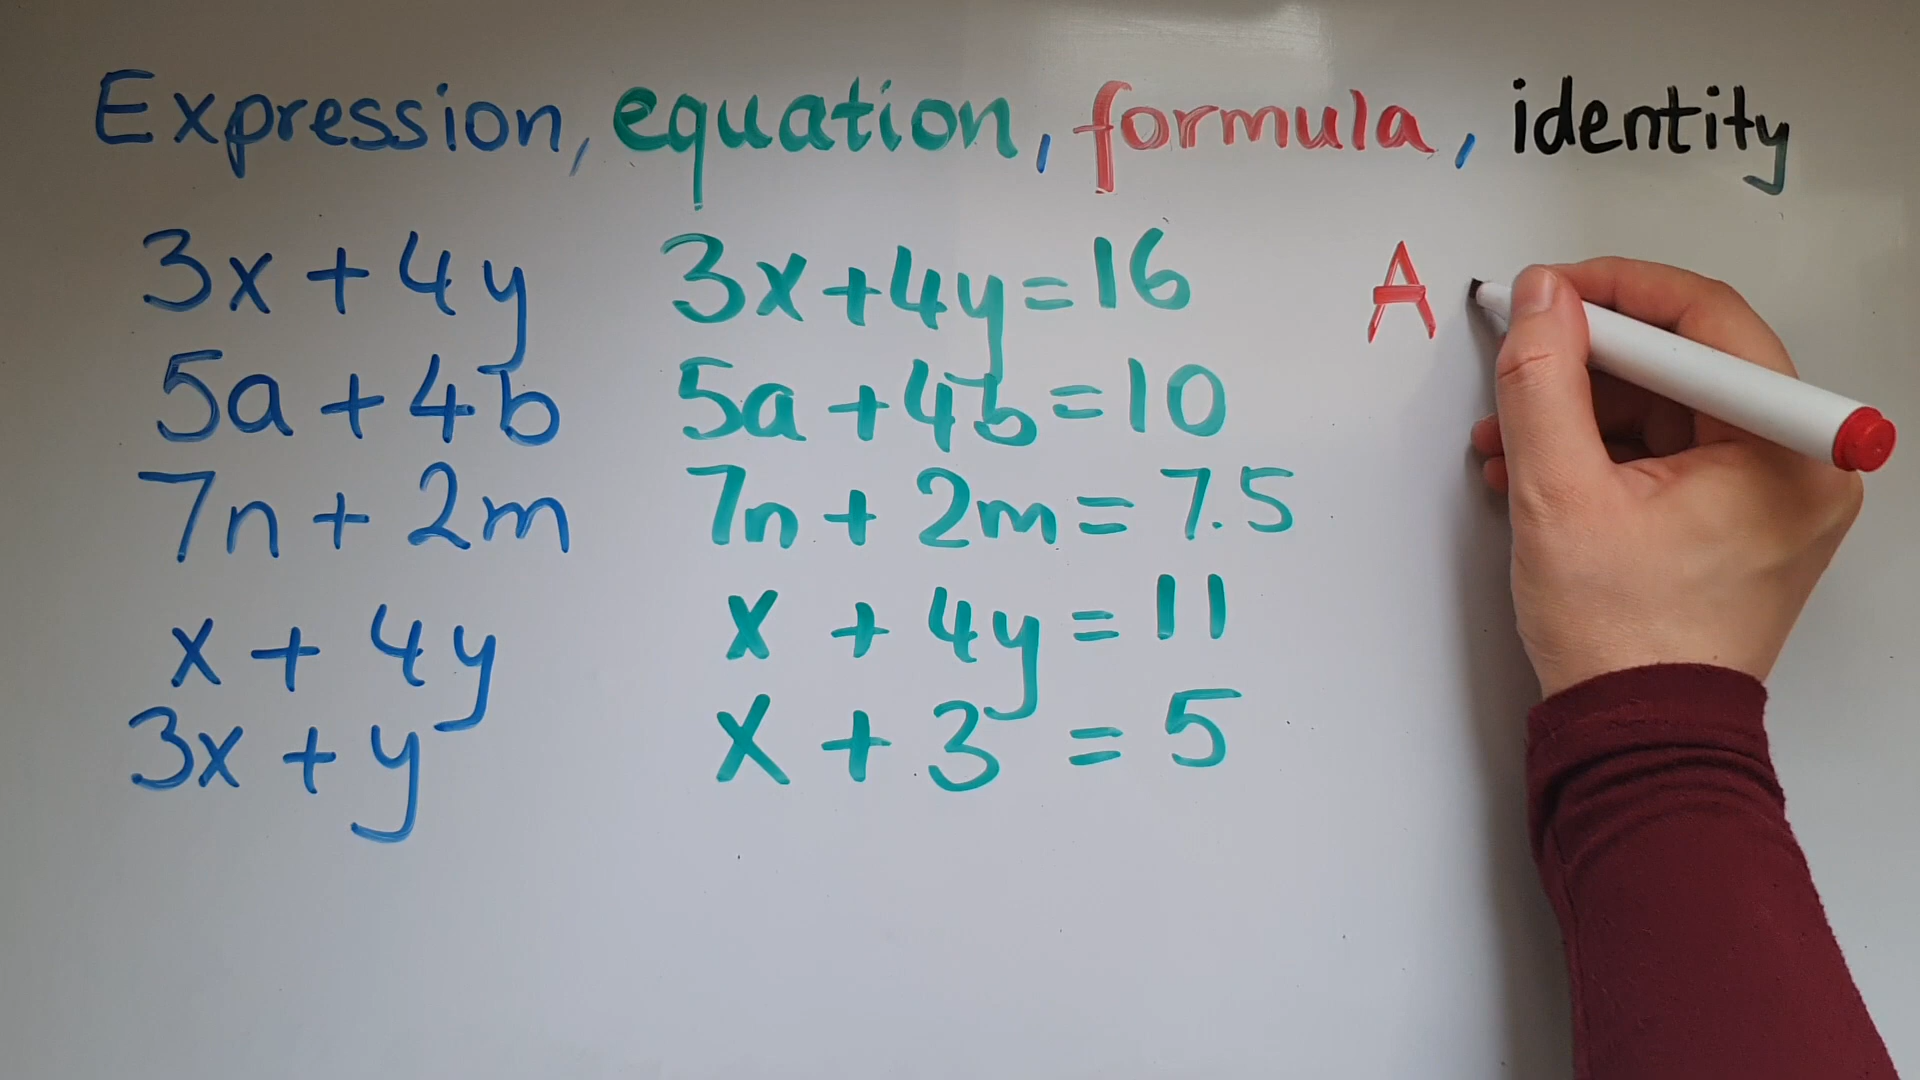 Expression, equation, formula, identity
3x + 4y 3x + 4y = 16 A
5a + 4b 5a + 4b = 10
7n + 2m 7n + 2m = 7.5
x + 4y x + 4y = 11
3x + y x + 3 = 5